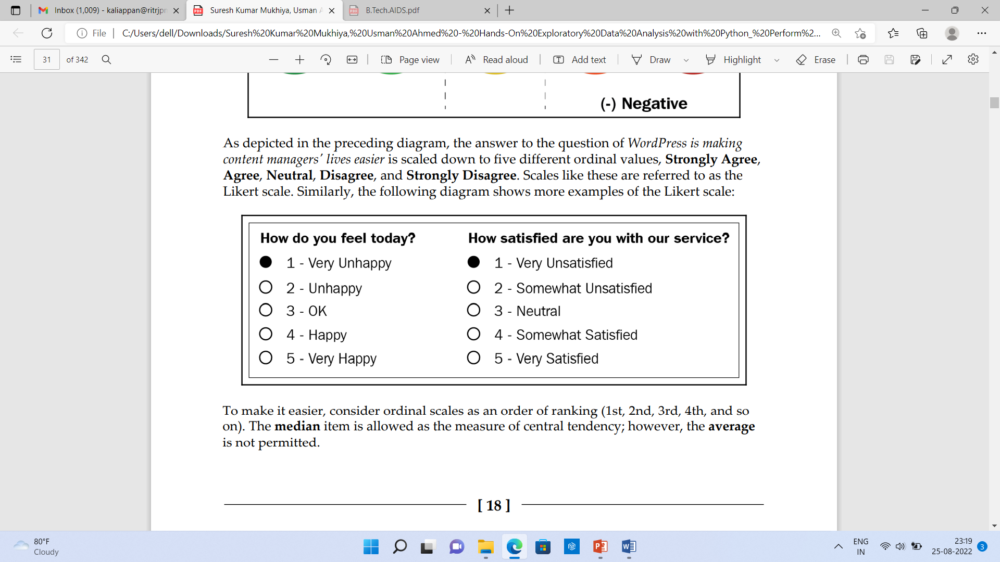 Inbox (1,009) - kaliappan@ritrjpr
Suresh Kumar Mukhiya, Usman A
B.Tech.AIDS.pdf
File
C:/Users/dell/Downloads/Suresh%20Kumar%20Mukhiya,%20Usman%20Ahmed%20-%20Hands-On%20Exploratory%20Data%20Analysis%20with%20Python_%20Perform%2...
31 of 342
Page view
Read aloud
Add text
Draw
Highlight
Erase
(-) Negative
As depicted in the preceding diagram, the answer to the question of WordPress is making
content managers' lives easier is scaled down to five different ordinal values, Strongly Agree,
Agree, Neutral, Disagree, and Strongly Disagree. Scales like these are referred to as the
Likert scale. Similarly, the following diagram shows more examples of the Likert scale:
How do you feel today?
1 - Very Unhappy
2 - Unhappy
3 - OK
4 - Happy
5 - Very Happy
How satisfied are you with our service?
1 - Very Unsatisfied
2 - Somewhat Unsatisfied
3 - Neutral
4 - Somewhat Satisfied
5 - Very Satisfied
To make it easier, consider ordinal scales as an order of ranking (1st, 2nd, 3rd, 4th, and so
on). The median item is allowed as the measure of central tendency; however, the average
is not permitted.
[ 18 ]
80°F
Cloudy
ENG
IN
23:19
25-08-2022
3